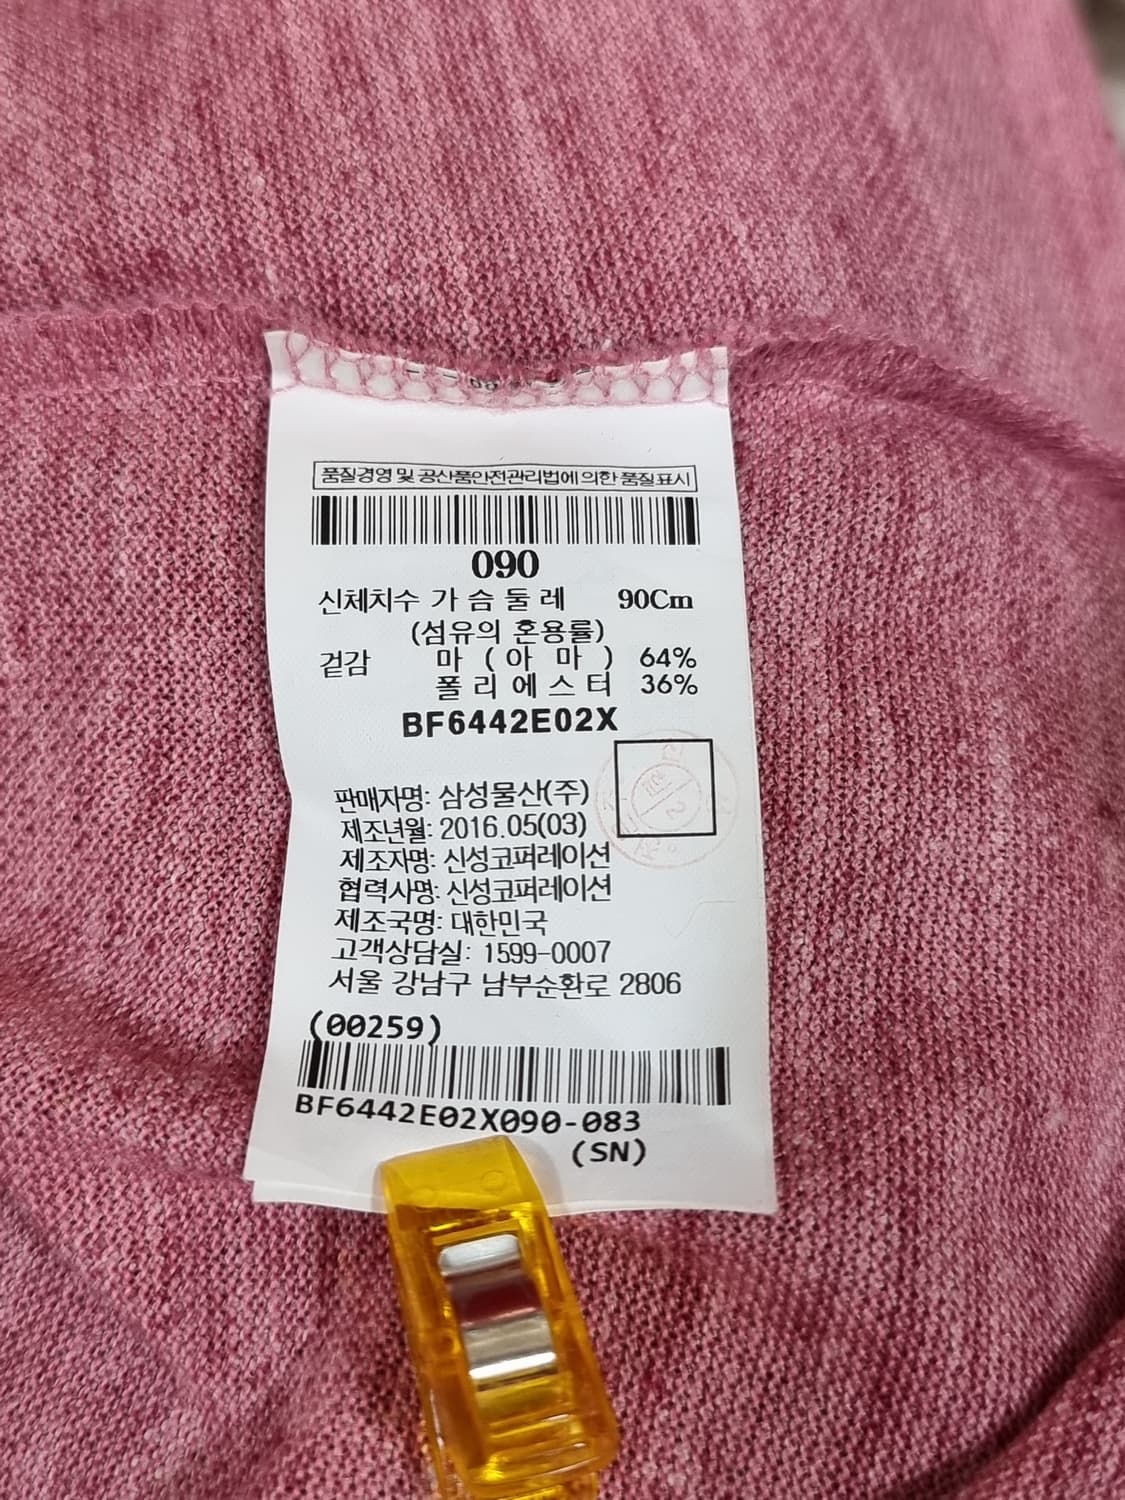 품질경영 및 공산품안전관리법에 의한 품질표시
090
신체치수 가 슴 둘 레 90Cm
(섬유의 혼용률)
겉감 마 ( 아 마 ) 64%
폴 리 에 스 터 36%
BF6442E02X
판매자명: 삼성물산(주)
제조년월: 2016.05(03)
제조자명: 신성코퍼레이션
협력사명: 신성코퍼레이션
제조국명: 대한민국
고객상담실: 1599-0007
서울 강남구 남부순환로 2806
(00259)
BF6442E02X090-083
(SN)